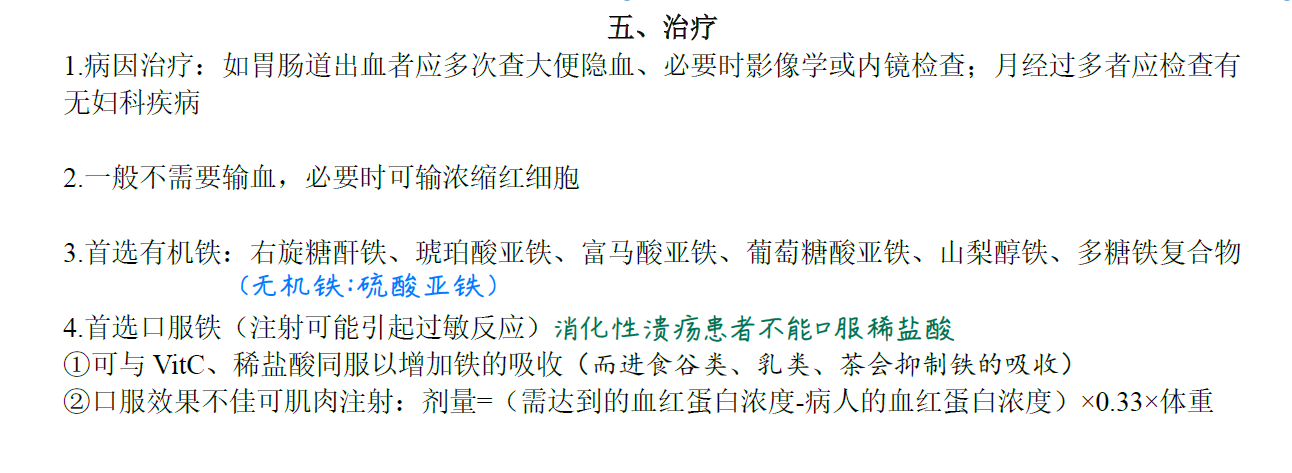 五、治疗
1.病因治疗：如胃肠道出血者应多次查大便隐血、必要时影像学或内镜检查；月经过多者应检查有
无妇科疾病
2.一般不需要输血，必要时可输浓缩红细胞
3.首选有机铁：右旋糖酐铁、琥珀酸亚铁、富马酸亚铁、葡萄糖酸亚铁、山梨醇铁、多糖铁复合物
（无机铁：硫酸亚铁）
4.首选口服铁（注射可能引起过敏反应）消化性溃疡患者不能口服稀盐酸
①可与 VitC、稀盐酸同服以增加铁的吸收（而进食谷类、乳类、茶会抑制铁的吸收）
②口服效果不佳可肌肉注射：剂量=（需达到的血红蛋白浓度-病人的血红蛋白浓度）×0.33×体重